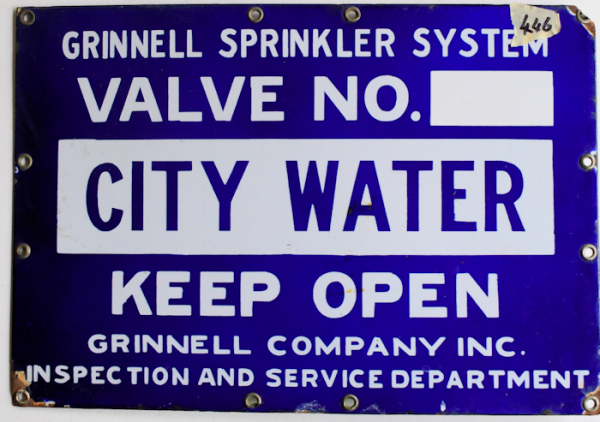 446
GRINNELL SPRINKLER SYSTEM
VALVE NO.
CITY WATER
KEEP OPEN
GRINNELL COMPANY INC.
INSPECTION AND SERVICE DEPARTMENT